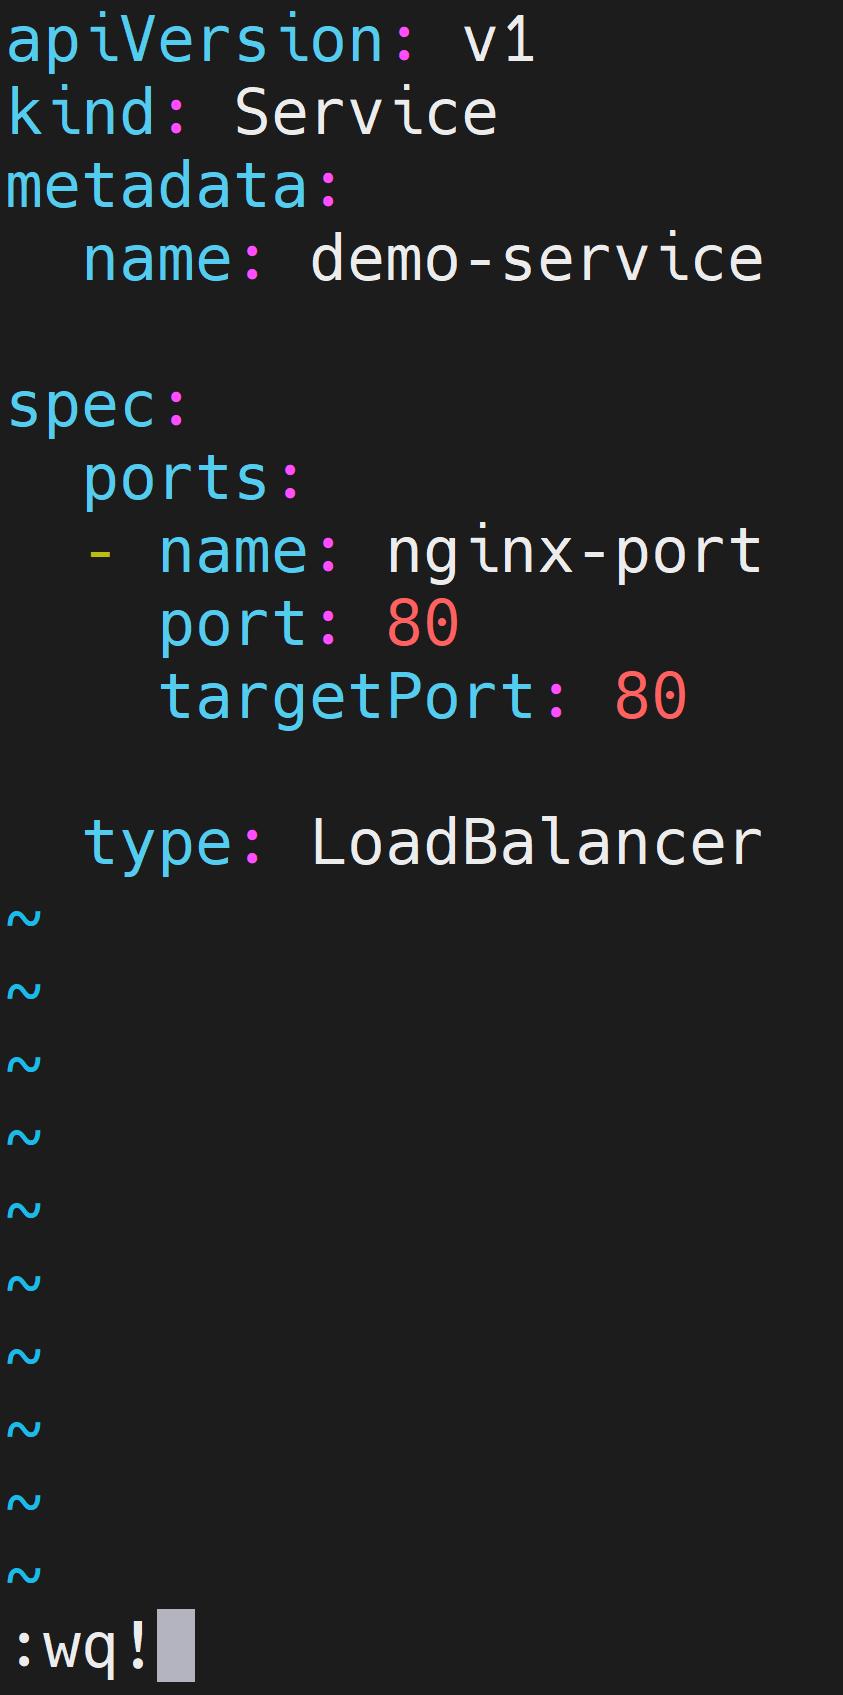 apiVersion: v1
kind: Service
metadata:
  name: demo-service

spec:
  ports:
  - name: nginx-port
    port: 80
    targetPort: 80

  type: LoadBalancer
~
~
~
~
~
~
~
~
~
~
:wq!